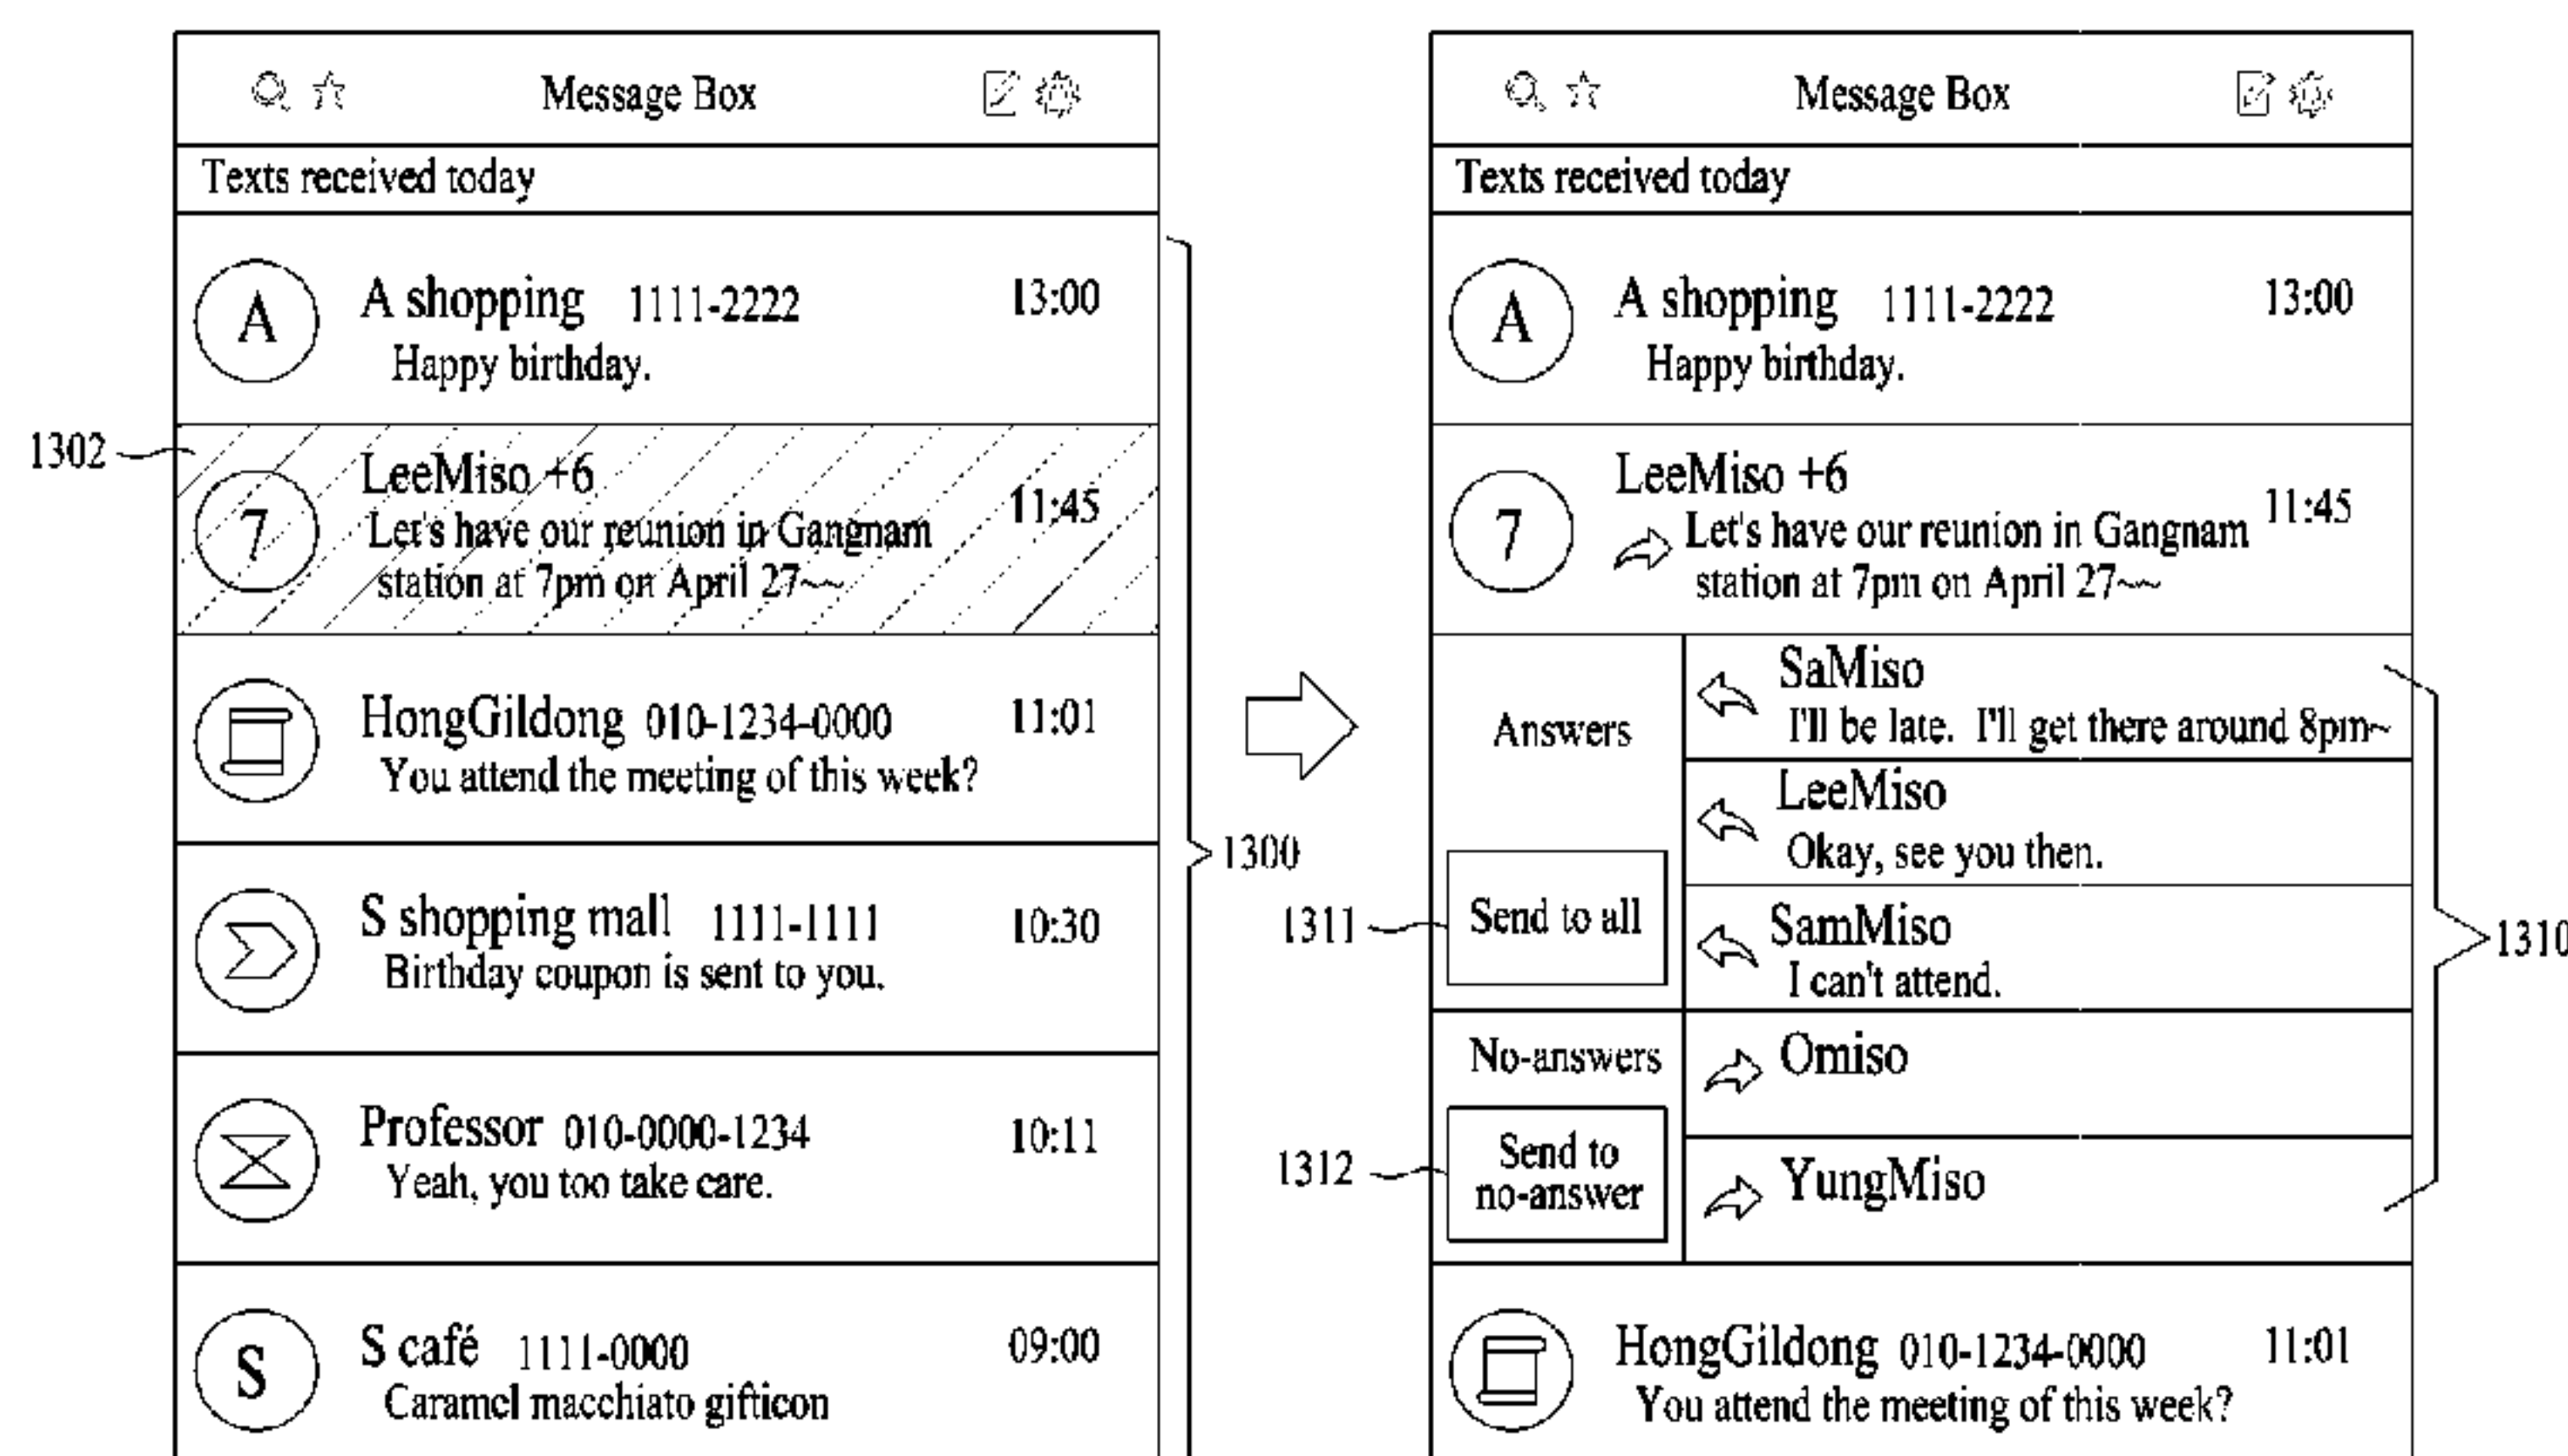 Message Box
Texts received today
A
A shopping 1111-2222 13:00
Happy birthday.
1302
7
LeeMiso +6
11:45
Let's have our reunion in Gangnam
station at 7pm on April 27~~
HongGildong 010-1234-0000 11:01
You attend the meeting of this week?
1300
S shopping mall 1111-1111 10:30
Birthday coupon is sent to you.
Professor 010-0000-1234 10:11
Yeah, you too take care.
S
S café 1111-0000 09:00
Caramel macchiato gifticon
Message Box
Texts received today
A
A shopping 1111-2222 13:00
Happy birthday.
7
LeeMiso +6
11:45
Let's have our reunion in Gangnam
station at 7pm on April 27~~
Answers
SaMiso
I'll be late. I'll get there around 8pm~
LeeMiso
Okay, see you then.
1311
Send to all
SamMiso
I can't attend.
1310
No-answers
Omiso
1312
Send to
no-answer
YungMiso
HongGildong 010-1234-0000 11:01
You attend the meeting of this week?